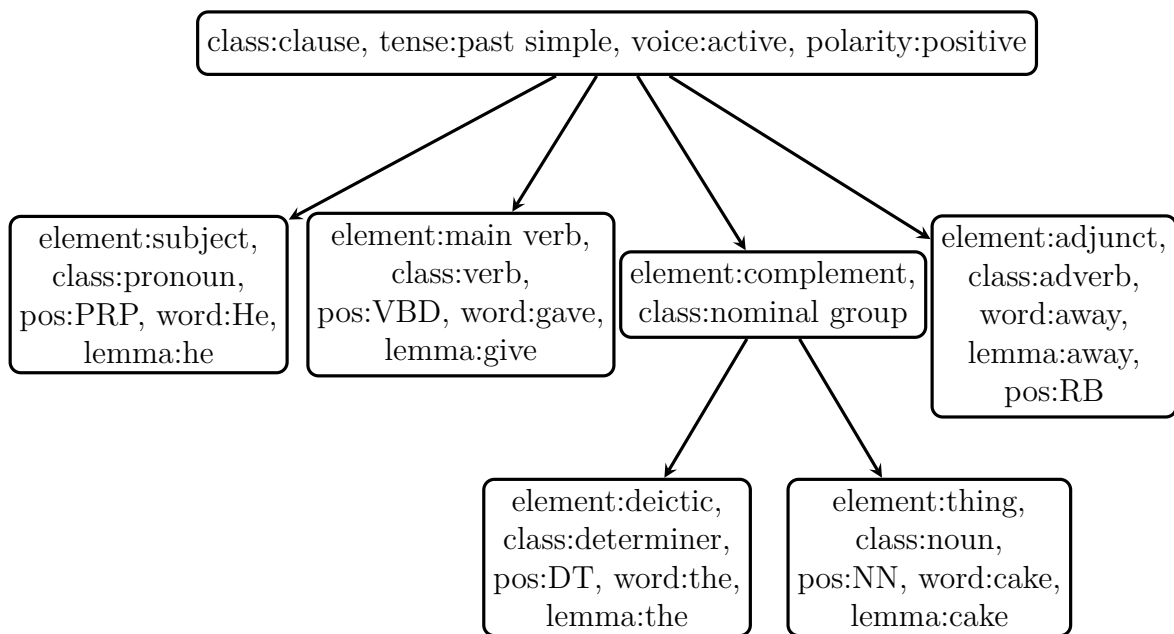 class:clause, tense:past simple, voice:active, polarity:positive
element:subject,
class:pronoun,
pos:PRP, word:He,
lemma:he
element:main verb,
class:verb,
pos:VBD, word:gave,
lemma:give
element:complement,
class:nominal group
element:adjunct,
class:adverb,
word:away,
lemma:away,
pos:RB
element:deictic,
class:determiner,
pos:DT, word:the,
lemma:the
element:thing,
class:noun,
pos:NN, word:cake,
lemma:cake